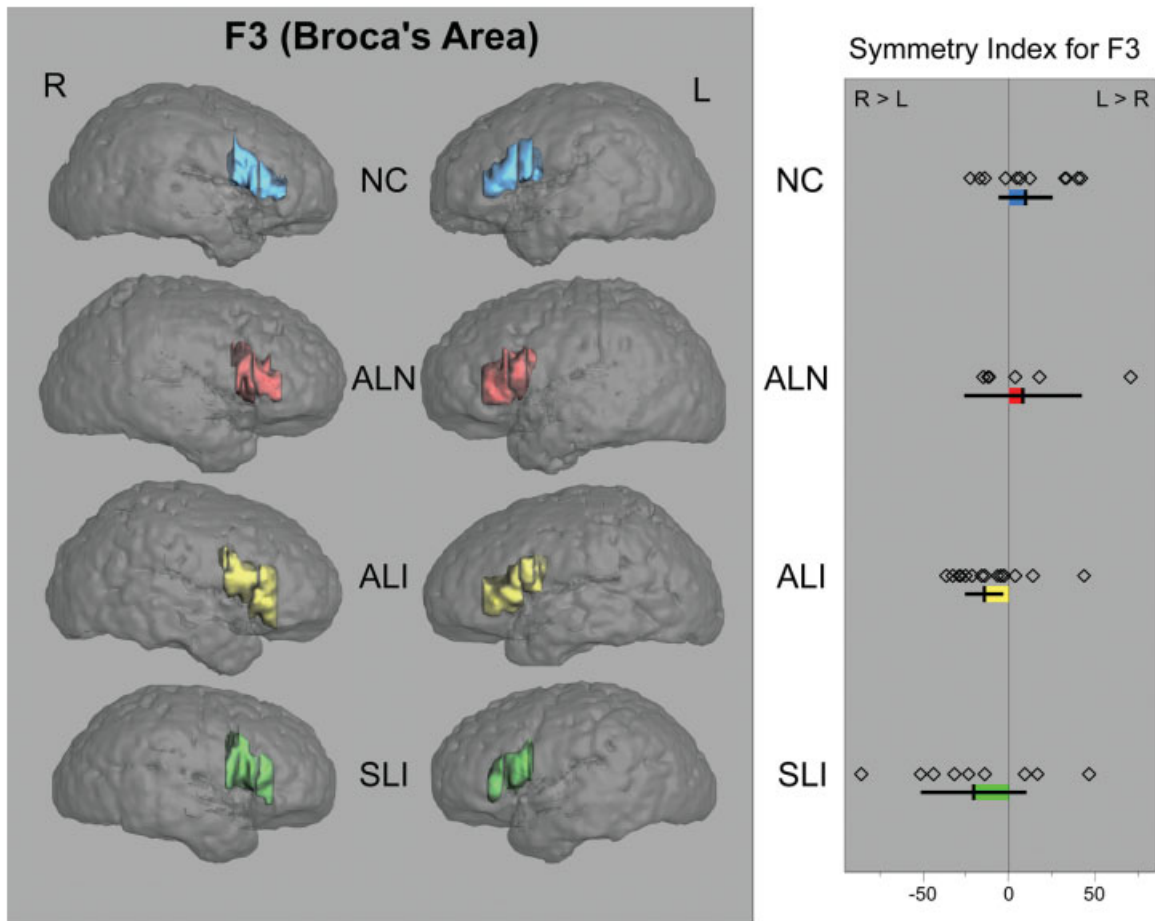 F3 (Broca's Area)
R
L
NC
ALN
ALI
SLI
Symmetry Index for F3
R > L
L > R
NC
ALN
ALI
SLI
-50
0
50